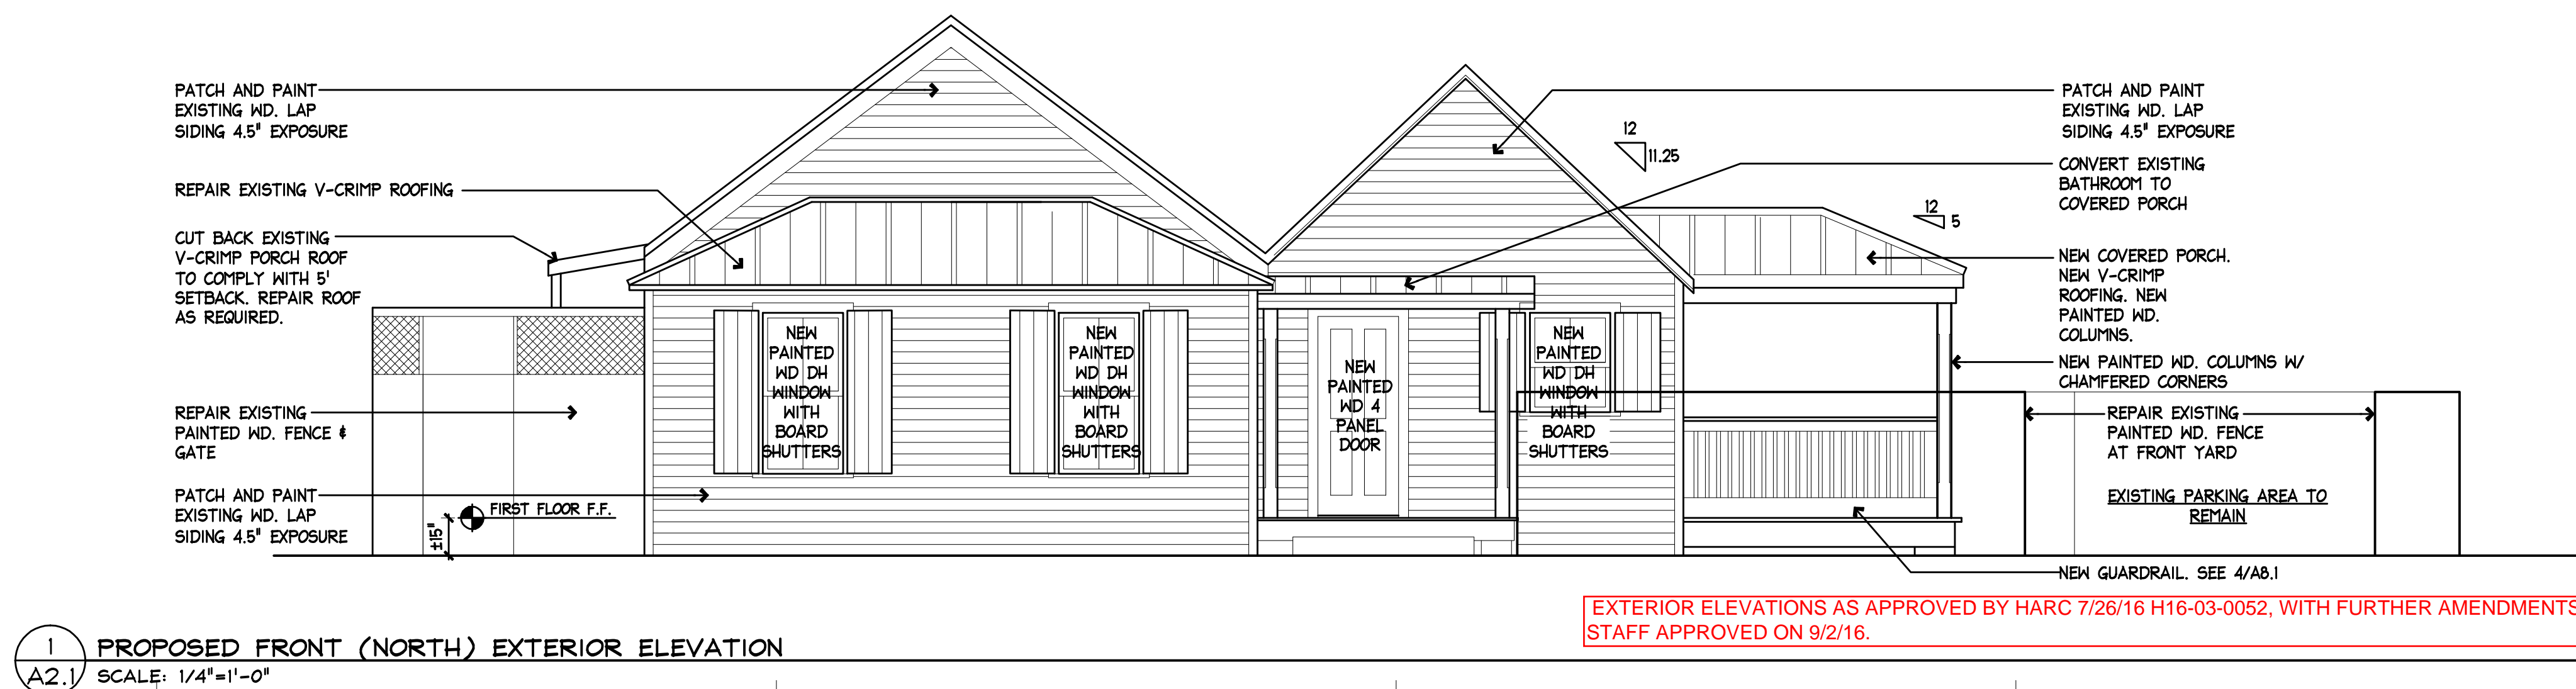 PATCH AND PAINT
EXISTING WD. LAP
SIDING 4.5" EXPOSURE
REPAIR EXISTING V-CRIMP ROOFING
CUT BACK EXISTING
V-CRIMP PORCH ROOF
TO COMPLY WITH 5'
SETBACK. REPAIR ROOF
AS REQUIRED.
REPAIR EXISTING
PAINTED WD. FENCE &
GATE
PATCH AND PAINT
EXISTING WD. LAP
SIDING 4.5" EXPOSURE
±15"
FIRST FLOOR F.F.
NEW
PAINTED
WD DH
WINDOW
WITH
BOARD
SHUTTERS
NEW
PAINTED
WD DH
WINDOW
WITH
BOARD
SHUTTERS
NEW
PAINTED
WD 4
PANEL
DOOR
NEW
PAINTED
WD DH
WINDOW
WITH
BOARD
SHUTTERS
12
11.25
12
5
PATCH AND PAINT
EXISTING WD. LAP
SIDING 4.5" EXPOSURE
CONVERT EXISTING
BATHROOM TO
COVERED PORCH
NEW COVERED PORCH.
NEW V-CRIMP
ROOFING. NEW
PAINTED WD.
COLUMNS.
NEW PAINTED WD. COLUMNS W/
CHAMFERED CORNERS
REPAIR EXISTING
PAINTED WD. FENCE
AT FRONT YARD
EXISTING PARKING AREA TO
REMAIN
NEW GUARDRAIL. SEE 4/A8.1
EXTERIOR ELEVATIONS AS APPROVED BY HARC 7/26/16 H16-03-0052, WITH FURTHER AMENDMENTS
STAFF APPROVED ON 9/2/16.
1
A2.1
PROPOSED FRONT (NORTH) EXTERIOR ELEVATION
SCALE: 1/4"=1'-0"